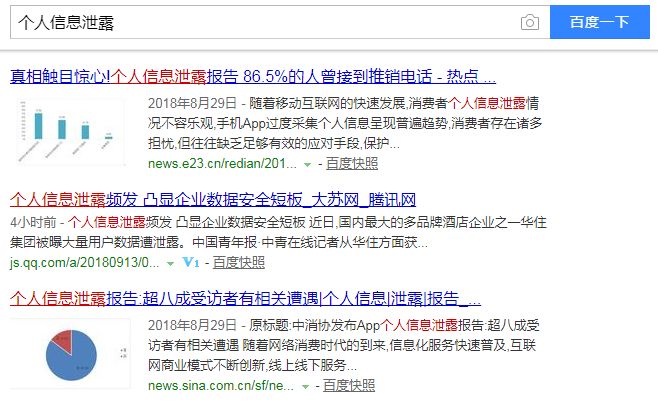 个人信息泄露
百度一下
真相触目惊心!个人信息泄露报告 86.5%的人曾接到推销电话 - 热点 ...
2018年8月29日 - 随着移动互联网的快速发展,消费者个人信息泄露情
况不容乐观,手机App过度采集个人信息呈现普遍趋势,消费者存在诸多
担忧,但往往缺乏足够有效的应对手段,保护...
news.e23.cn/redian/201... - 百度快照
个人信息泄露频发 凸显企业数据安全短板_大苏网_腾讯网
4小时前 - 个人信息泄露频发 凸显企业数据安全短板 近日,国内最大的多品牌酒店企业之一华住
集团被曝大量用户数据遭泄露。中国青年报·中青在线记者从华住方面获...
js.qq.com/a/20180913/0... V1 - 百度快照
个人信息泄露报告:超八成受访者有相关遭遇|个人信息|泄露|报告_...
2018年8月29日 - 原标题:中消协发布App个人信息泄露报告:超八成受
访者有相关遭遇 随着网络消费时代的到来,信息化服务快速普及,互联
网商业模式不断创新,线上线下服务...
news.sina.com.cn/sf/ne... - 百度快照